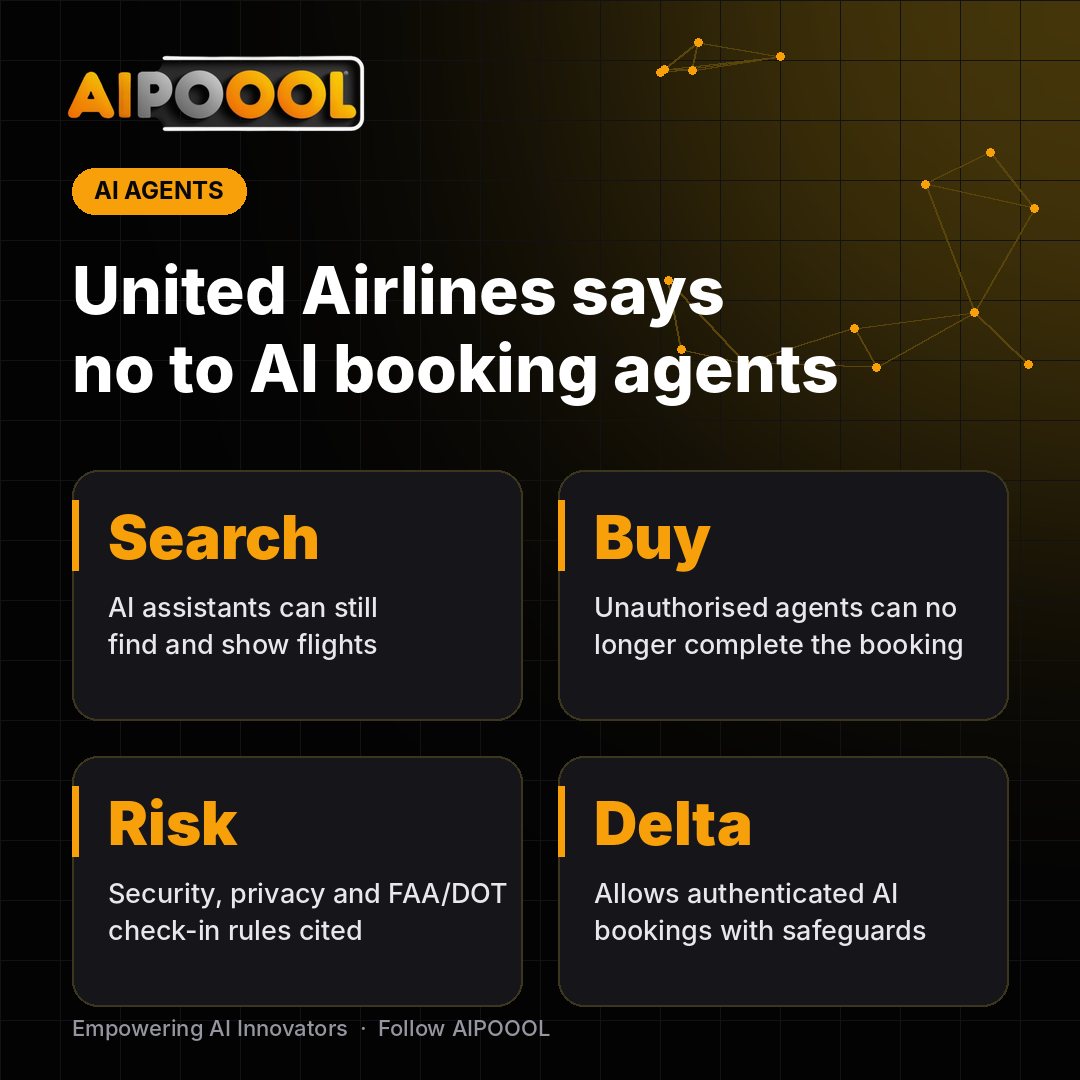 AIPOOOL
AI AGENTS
United Airlines says
no to AI booking agents
Search
AI assistants can still
find and show flights
Buy
Unauthorised agents can no
longer complete the booking
Risk
Security, privacy and FAA/DOT
check-in rules cited
Delta
Allows authenticated AI
bookings with safeguards
Empowering AI Innovators · Follow AIPOOOL